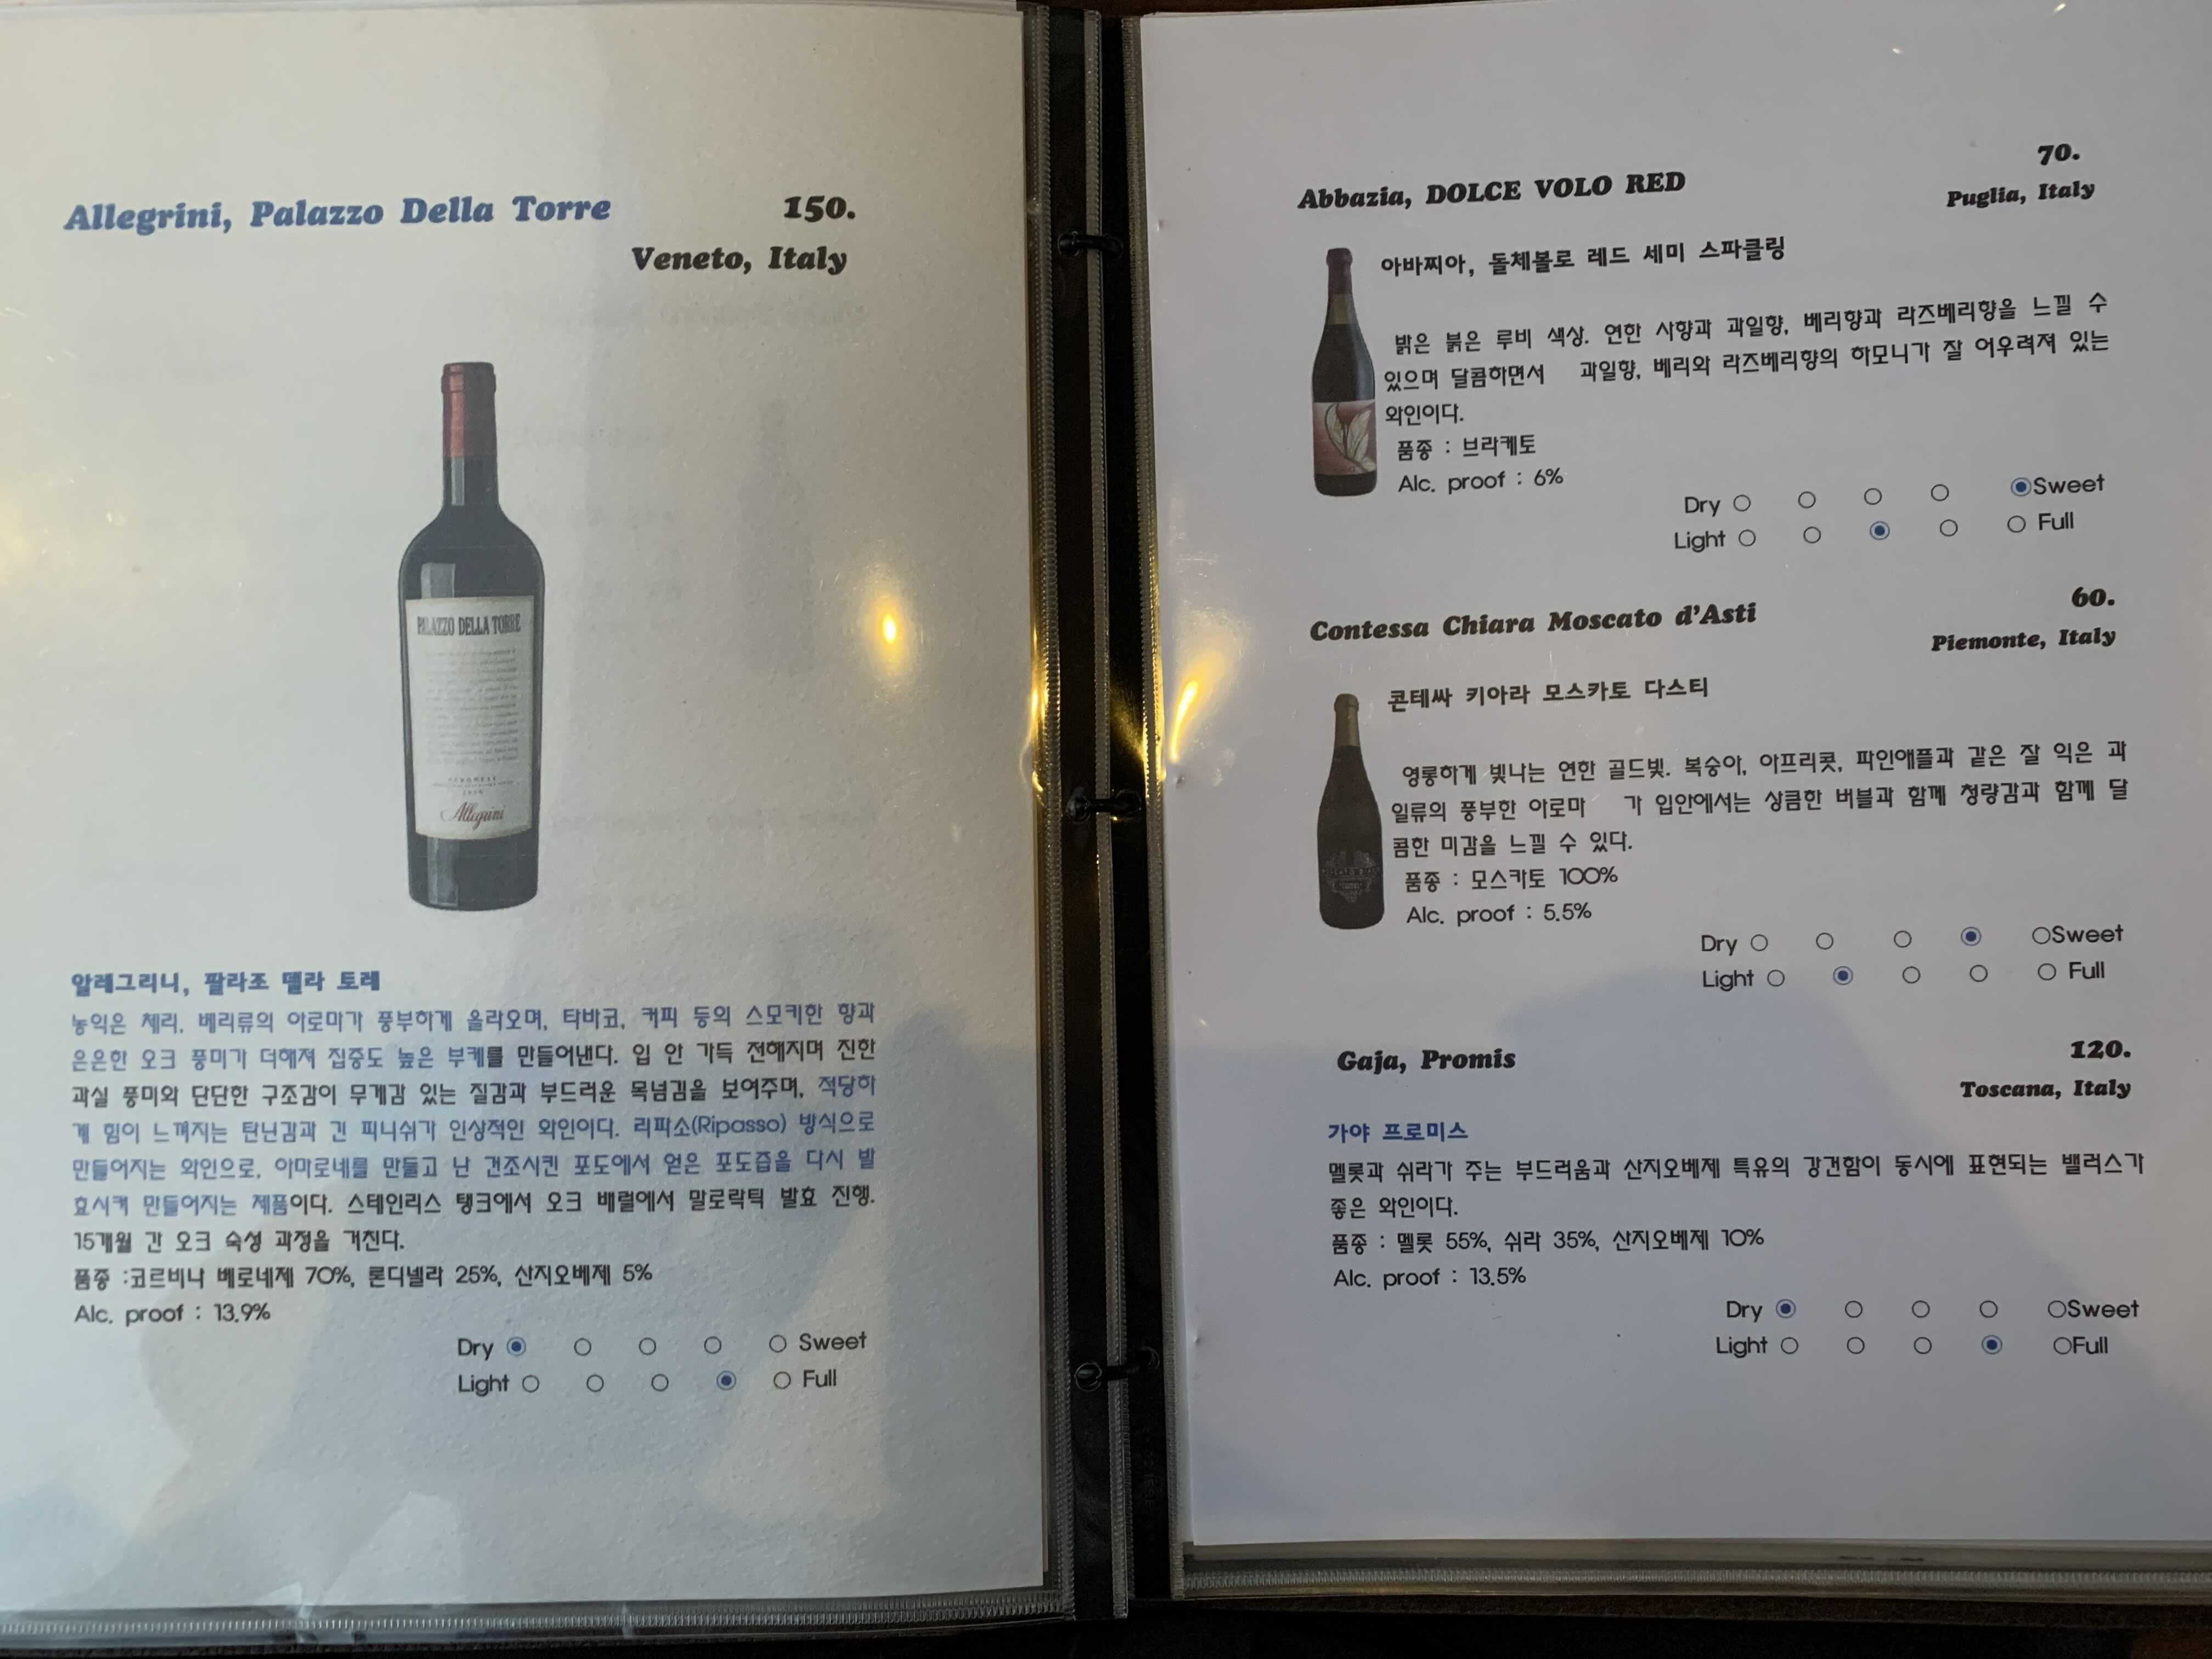 Allegrini, Palazzo Della Torre 150.
Veneto, Italy
PALAZZO DELLA TORRE
VERONESE
Allegrini
알레그리니, 팔라조 델라 토레
농익은 체리, 베리류의 아로마가 풍부하게 올라오며, 타바코, 커피 등의 스모키한 향과
은은한 오크 풍미가 더해져 집중도 높은 부케를 만들어낸다. 입 안 가득 전해지며 진한
과실 풍미와 단단한 구조감이 무게감 있는 질감과 부드러운 목넘김을 보여주며, 적당하
게 힘이 느껴지는 탄닌감과 긴 피니쉬가 인상적인 와인이다. 리파소(Ripasso) 방식으로
만들어지는 와인으로, 아마로네를 만들고 난 건조시킨 포도에서 얻은 포도즙을 다시 발
효시켜 만들어지는 제품이다. 스테인리스 탱크에서 오크 배럴에서 말로락틱 발효 진행.
15개월 간 오크 숙성 과정을 거친다.
품종 :코르비나 베로네제 70%, 론디넬라 25%, 산지오베제 5%
Alc. proof : 13.9%
Dry Sweet
Light Full
Abbazia, DOLCE VOLO RED 70.
Puglia, Italy
아바찌아, 돌체볼로 레드 세미 스파클링
밝은 붉은 루비 색상. 연한 사향과 과일향, 베리향과 라즈베리향을 느낄 수
있으며 달콤하면서 과일향, 베리와 라즈베리향의 하모니가 잘 어우려져 있는
와인이다.
품종 : 브라케토
Alc. proof : 6%
Dry Sweet
Light Full
Contessa Chiara Moscato d'Asti 60.
Piemonte, Italy
콘테싸 키아라 모스카토 다스티
영롱하게 빛나는 연한 골드빛. 복숭아, 아프리콧, 파인애플과 같은 잘 익은 과
일류의 풍부한 아로마 가 입안에서는 상큼한 버블과 함께 청량감과 함께 달
콤한 미감을 느낄 수 있다.
품종 : 모스카토 100%
Alc. proof : 5.5%
Dry Sweet
Light Full
Gaja, Promis 120.
Toscana, Italy
가야 프로미스
멜롯과 쉬라가 주는 부드러움과 산지오베제 특유의 강건함이 동시에 표현되는 밸러스가
좋은 와인이다.
품종 : 멜롯 55%, 쉬라 35%, 산지오베제 10%
Alc. proof : 13.5%
Dry Sweet
Light Full